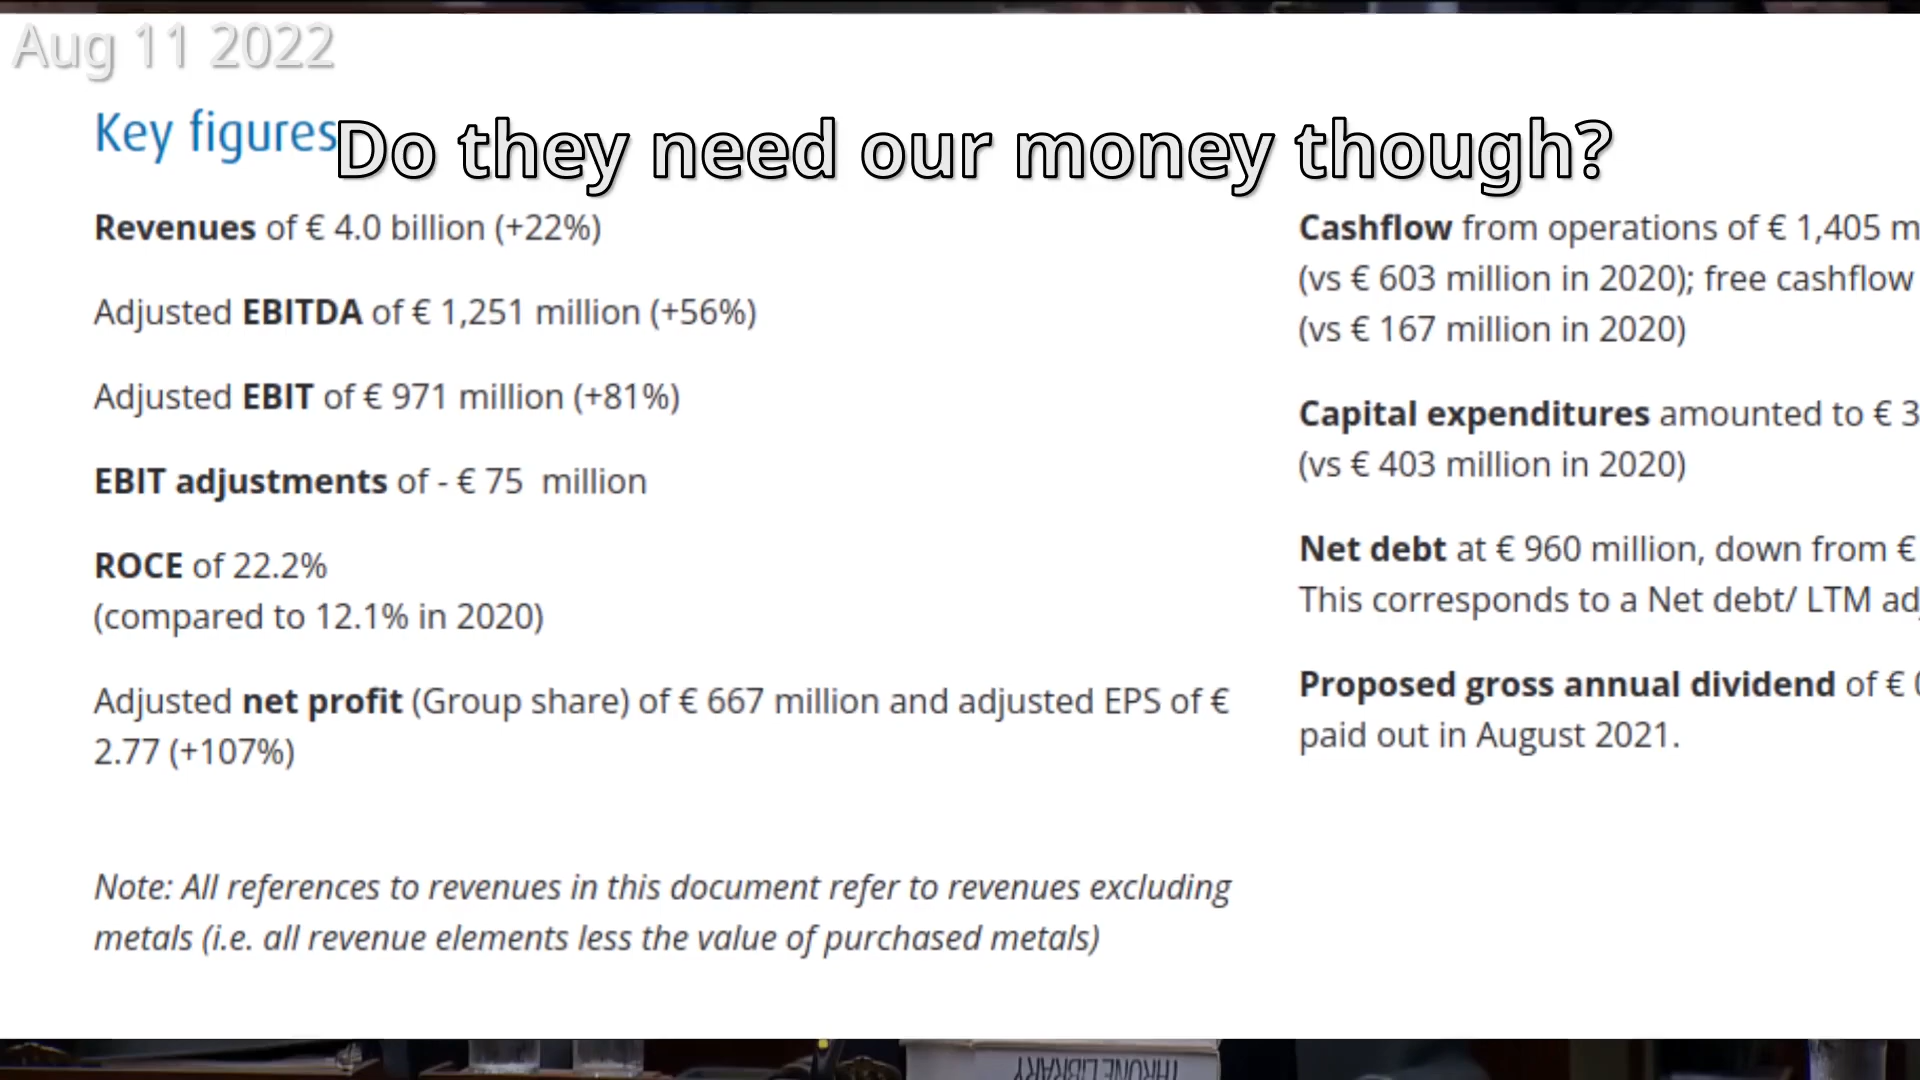 Aug 11 2022
Key figures
Do they need our money though?
Revenues of € 4.0 billion (+22%)
Adjusted EBITDA of € 1,251 million (+56%)
Adjusted EBIT of € 971 million (+81%)
EBIT adjustments of - € 75 million
ROCE of 22.2%
(compared to 12.1% in 2020)
Adjusted net profit (Group share) of € 667 million and adjusted EPS of €
2.77 (+107%)
Note: All references to revenues in this document refer to revenues excluding
metals (i.e. all revenue elements less the value of purchased metals)
Cashflow from operations of € 1,405 m
(vs € 603 million in 2020); free cashflow
(vs € 167 million in 2020)
Capital expenditures amounted to € 3
(vs € 403 million in 2020)
Net debt at € 960 million, down from €
This corresponds to a Net debt/ LTM ad
Proposed gross annual dividend of € 0
paid out in August 2021.
LIBRARY